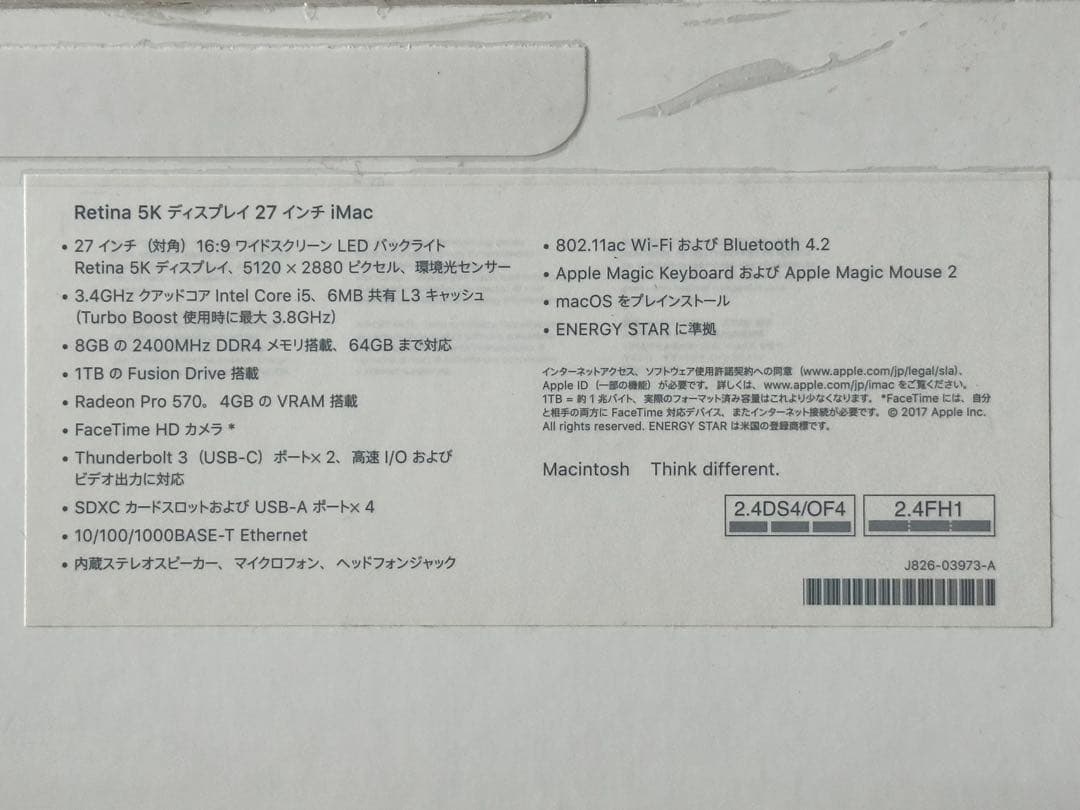 Retina 5K ディスプレイ 27 インチ iMac
• 27 インチ（対角）16:9 ワイドスクリーン LED バックライト
Retina 5K ディスプレイ、5120 × 2880 ピクセル、環境光センサー
• 3.4GHz クアッドコア Intel Core i5、6MB 共有 L3 キャッシュ
（Turbo Boost 使用時に最大 3.8GHz）
• 8GB の 2400MHz DDR4 メモリ搭載、64GB まで対応
• 1TB の Fusion Drive 搭載
• Radeon Pro 570。4GB の VRAM 搭載
• FaceTime HD カメラ *
• Thunderbolt 3（USB-C）ポート× 2、高速 I/O および
ビデオ出力に対応
• SDXC カードスロットおよび USB-A ポート× 4
• 10/100/1000BASE-T Ethernet
• 内蔵ステレオスピーカー、マイクロフォン、ヘッドフォンジャック
• 802.11ac Wi-Fi および Bluetooth 4.2
• Apple Magic Keyboard および Apple Magic Mouse 2
• macOS をプレインストール
• ENERGY STAR に準拠
インターネットアクセス、ソフトウェア使用許諾契約への同意（www.apple.com/jp/legal/sla）、
Apple ID（一部の機能）が必要です。詳しくは、www.apple.com/jp/imac をご覧ください。
1TB = 約 1 兆バイト、実際のフォーマット済み容量はこれより少なくなります。*FaceTime には、自分
と相手の両方に FaceTime 対応デバイス、またインターネット接続が必要です。© 2017 Apple Inc.
All rights reserved. ENERGY STAR は米国の登録商標です。
Macintosh Think different.
2.4DS4/OF4 2.4FH1
J826-03973-A